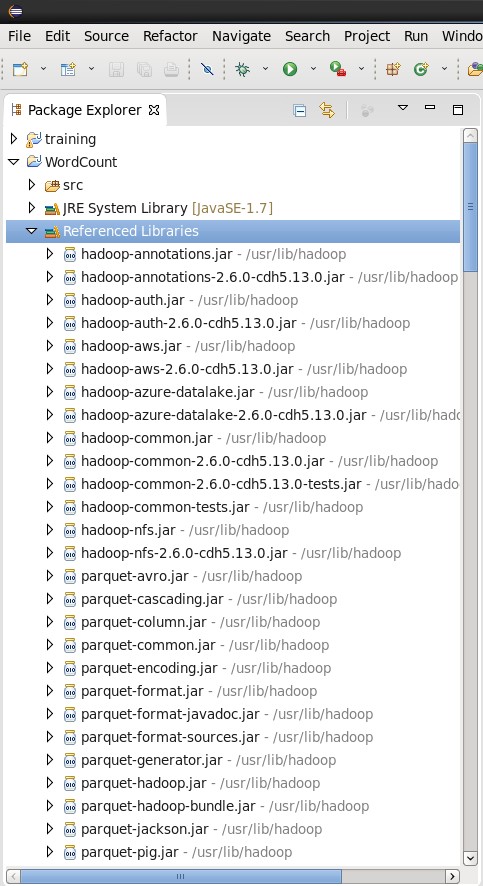 File Edit Source Refactor Navigate Search Project Run Windo
Package Explorer
training
WordCount
src
JRE System Library [JavaSE-1.7]
Referenced Libraries
hadoop-annotations.jar - /usr/lib/hadoop
hadoop-annotations-2.6.0-cdh5.13.0.jar - /usr/lib/hadoop
hadoop-auth.jar - /usr/lib/hadoop
hadoop-auth-2.6.0-cdh5.13.0.jar - /usr/lib/hadoop
hadoop-aws.jar - /usr/lib/hadoop
hadoop-aws-2.6.0-cdh5.13.0.jar - /usr/lib/hadoop
hadoop-azure-datalake.jar - /usr/lib/hadoop
hadoop-azure-datalake-2.6.0-cdh5.13.0.jar - /usr/lib/hadc
hadoop-common.jar - /usr/lib/hadoop
hadoop-common-2.6.0-cdh5.13.0.jar - /usr/lib/hadoop
hadoop-common-2.6.0-cdh5.13.0-tests.jar - /usr/lib/hado
hadoop-common-tests.jar - /usr/lib/hadoop
hadoop-nfs.jar - /usr/lib/hadoop
hadoop-nfs-2.6.0-cdh5.13.0.jar - /usr/lib/hadoop
parquet-avro.jar - /usr/lib/hadoop
parquet-cascading.jar - /usr/lib/hadoop
parquet-column.jar - /usr/lib/hadoop
parquet-common.jar - /usr/lib/hadoop
parquet-encoding.jar - /usr/lib/hadoop
parquet-format.jar - /usr/lib/hadoop
parquet-format-javadoc.jar - /usr/lib/hadoop
parquet-format-sources.jar - /usr/lib/hadoop
parquet-generator.jar - /usr/lib/hadoop
parquet-hadoop.jar - /usr/lib/hadoop
parquet-hadoop-bundle.jar - /usr/lib/hadoop
parquet-jackson.jar - /usr/lib/hadoop
parquet-pig.jar - /usr/lib/hadoop